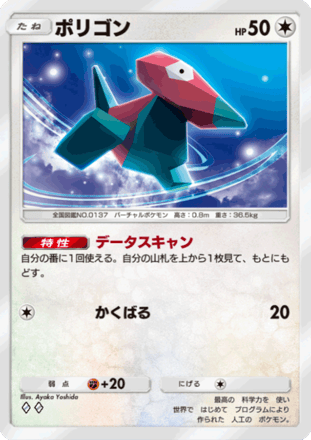 たね ポリゴン HP 50
全国図鑑NO.0137 バーチャルポケモン 高さ:0.8m 重さ:36.5kg
特性 データスキャン
自分の番に1回使える。自分の山札を上から1枚見て、もとにも
どす。
かくばる 20
弱点 +20 にげる
Illus. Ayako Yoshida
最高の 科学力を 使い
世界で はじめて プログラムにより
作られた 人工の ポケモン。